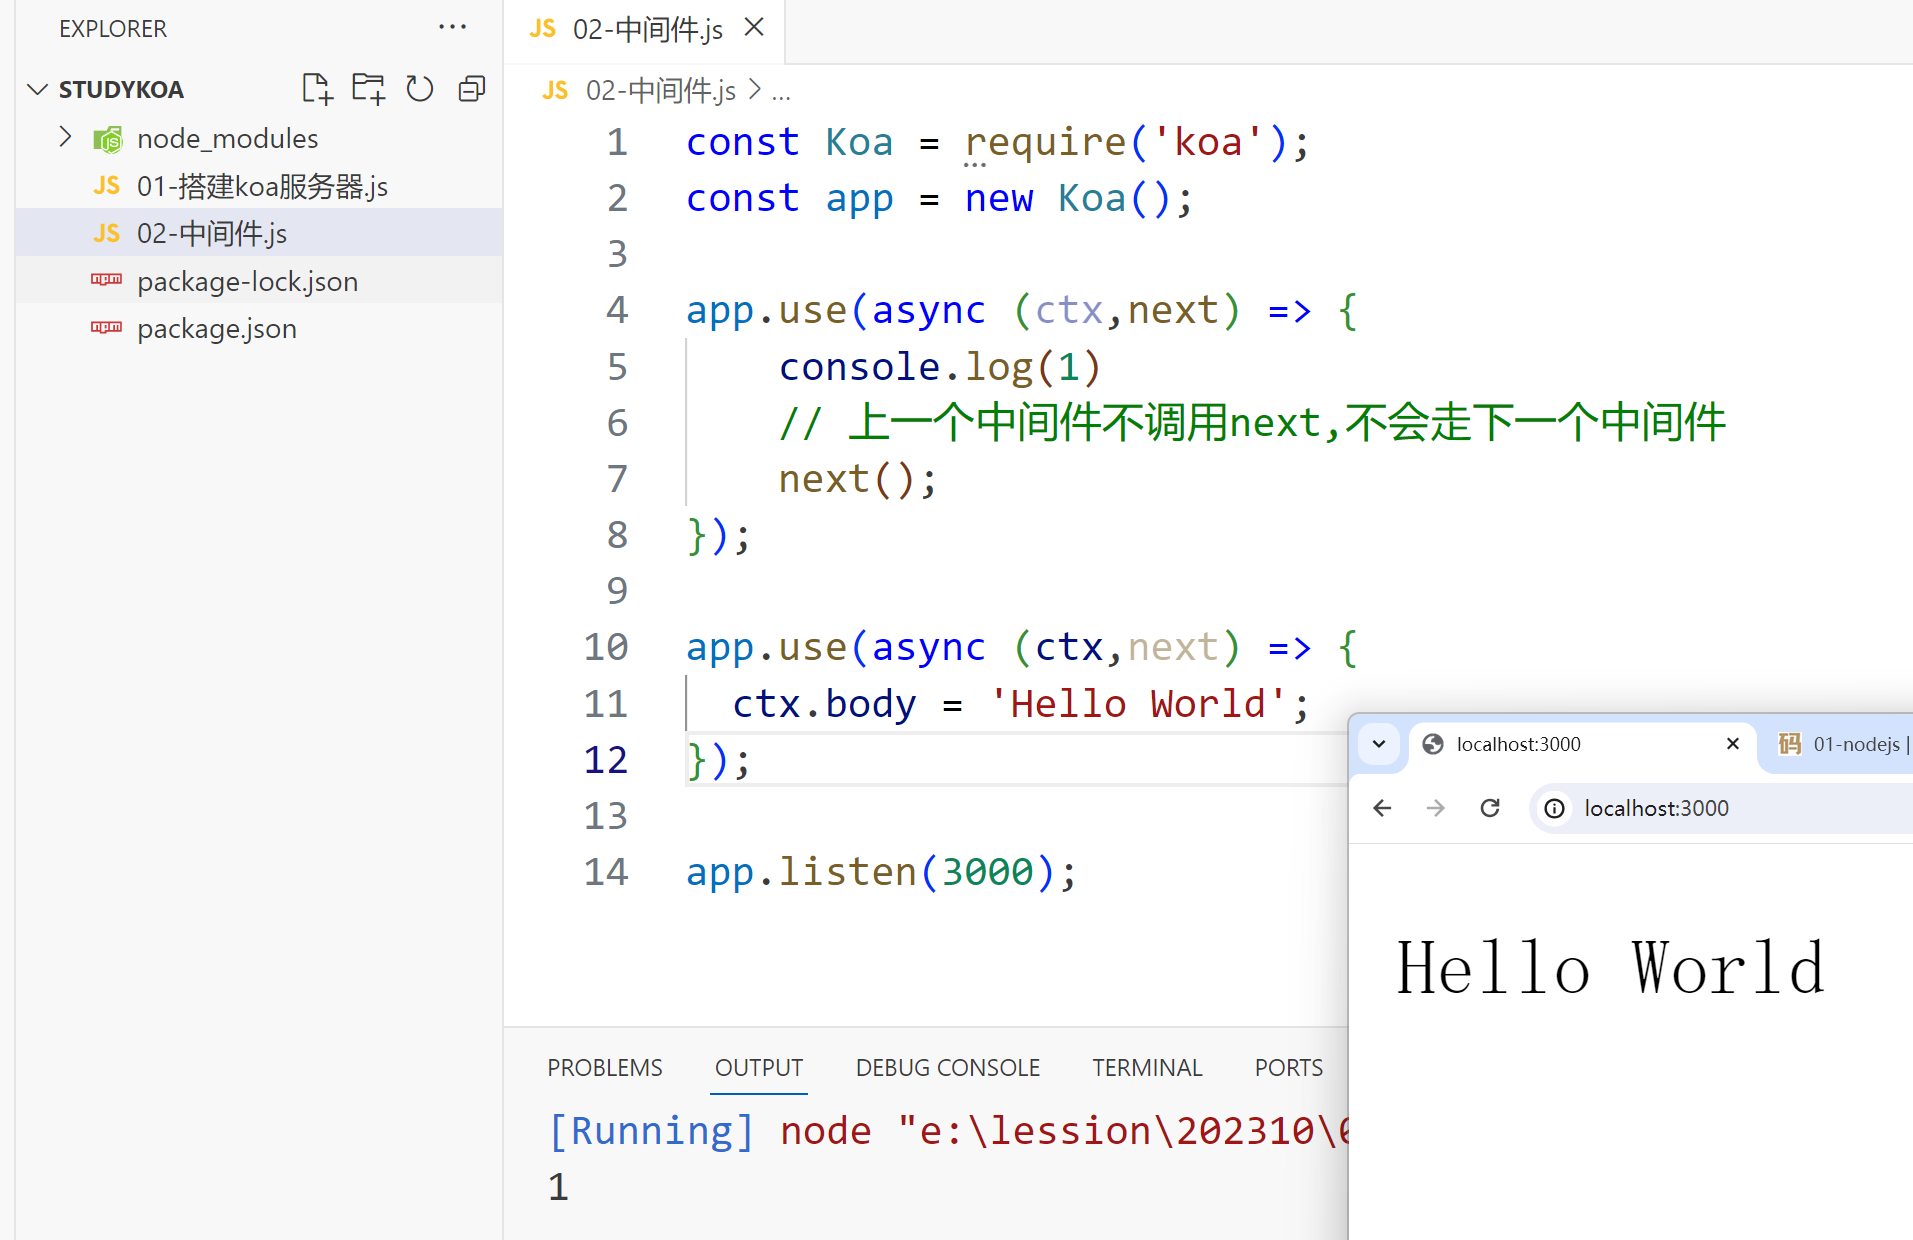 EXPLORER
STUDYKOA
node_modules
JS 01-搭建koa服务器.js
JS 02-中间件.js
package-lock.json
package.json
JS 02-中间件.js
JS 02-中间件.js > ...
1 const Koa = require('koa');
2 const app = new Koa();
3
4 app.use(async (ctx,next) => {
5 console.log(1)
6 // 上一个中间件不调用next,不会走下一个中间件
7 next();
8 });
9
10 app.use(async (ctx,next) => {
11 ctx.body = 'Hello World';
12 });
13
14 app.listen(3000);
PROBLEMS OUTPUT DEBUG CONSOLE TERMINAL PORTS
[Running] node "e:\lession\202310\
1
localhost:3000
码 01-nodejs |
localhost:3000
Hello World